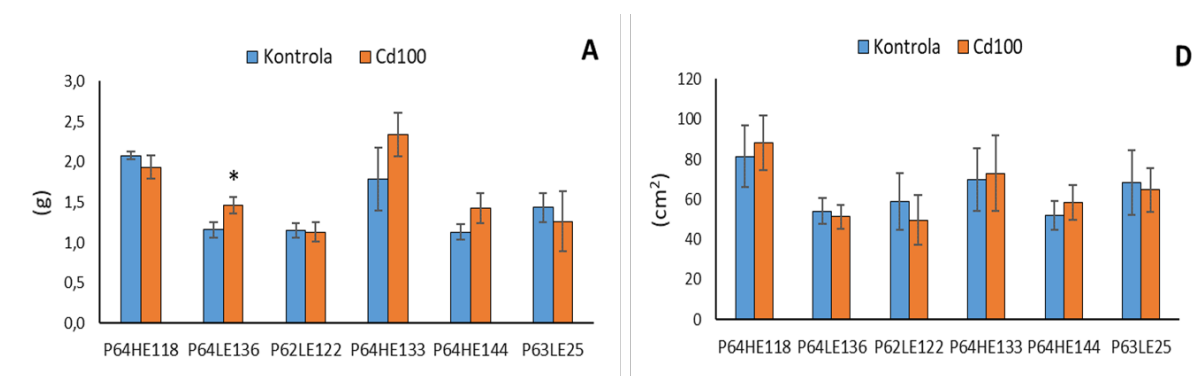 Kontrola Cd100
A
3,0
2,5
2,0
1,5
1,0
0,5
0,0
(g)
*
P64HE118 P64LE136 P62LE122 P64HE133 P64HE144 P63LE25
Kontrola Cd100
D
120
100
80
60
40
20
0
(cm²)
P64HE118 P64LE136 P62LE122 P64HE133 P64HE144 P63LE25